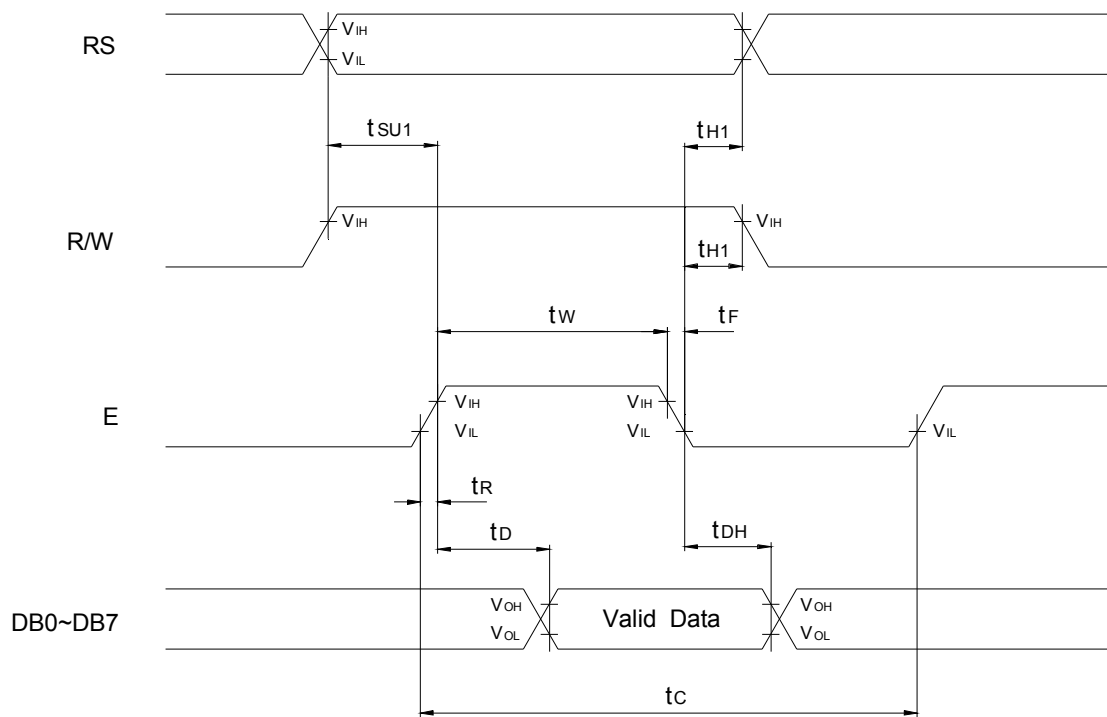 RS
VIH
VIL
tSU1
tH1
R/W
VIH
VIH
tH1
tW
tF
E
VIH
VIH
VIL
VIL
VIL
tR
tD
tDH
DB0~DB7
VOH
Valid Data
VOH
VOL
VOL
tC